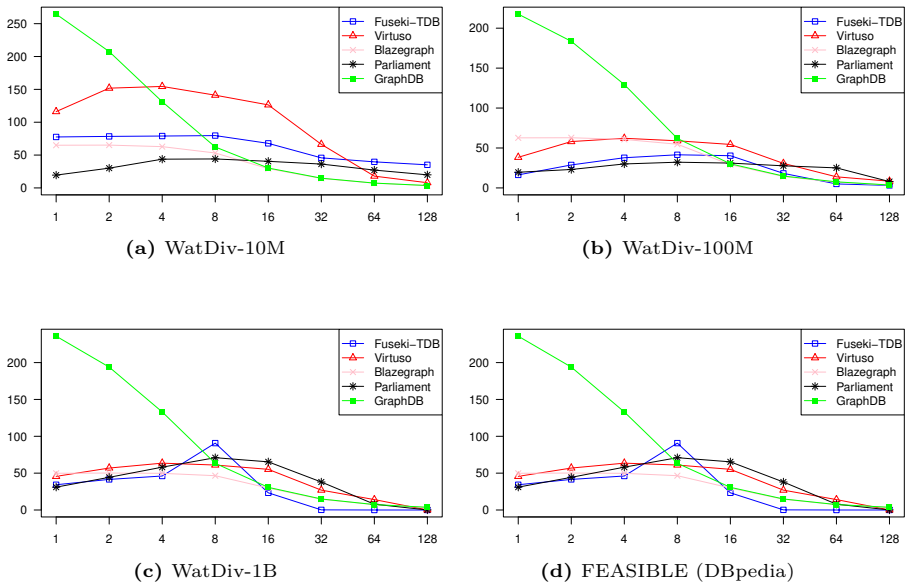 250
200
150
100
50
0
1 2 4 8 16 32 64 128
Fuseki−TDB
Virtuso
Blazegraph
Parliament
GraphDB
(a) WatDiv-10M
200
150
100
50
0
1 2 4 8 16 32 64 128
Fuseki−TDB
Virtuso
Blazegraph
Parliament
GraphDB
(b) WatDiv-100M
200
150
100
50
0
1 2 4 8 16 32 64 128
Fuseki−TDB
Virtuso
Blazegraph
Parliament
GraphDB
(c) WatDiv-1B
200
150
100
50
0
1 2 4 8 16 32 64 128
Fuseki−TDB
Virtuso
Blazegraph
Parliament
GraphDB
(d) FEASIBLE (DBpedia)